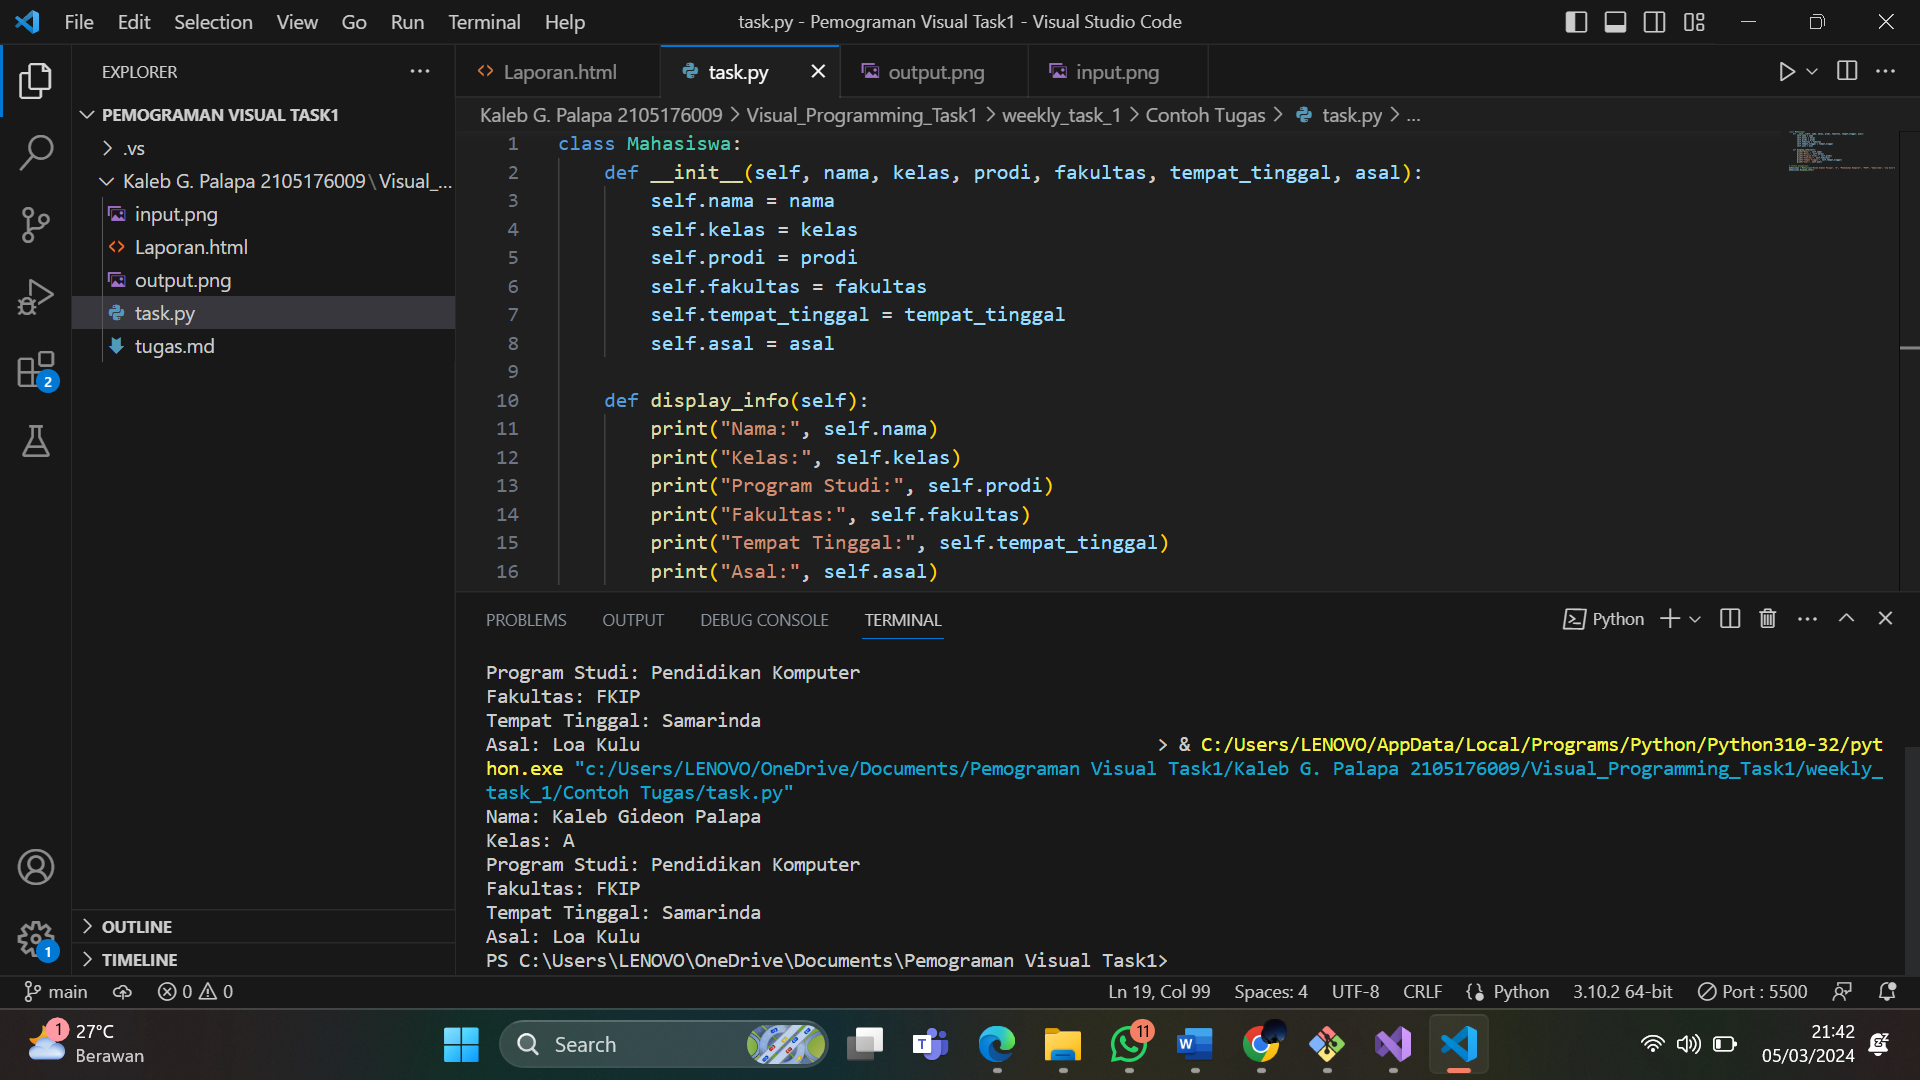 File Edit Selection View Go Run Terminal Help
task.py - Pemograman Visual Task1 - Visual Studio Code
EXPLORER
PEMOGRAMAN VISUAL TASK1
.vs
Kaleb G. Palapa 2105176009\Visual_...
input.png
Laporan.html
output.png
task.py
tugas.md
OUTLINE
TIMELINE
2
1
Laporan.html task.py output.png input.png
Kaleb G. Palapa 2105176009 > Visual_Programming_Task1 > weekly_task_1 > Contoh Tugas > task.py > ...
1 class Mahasiswa:
2 def __init__(self, nama, kelas, prodi, fakultas, tempat_tinggal, asal):
3 self.nama = nama
4 self.kelas = kelas
5 self.prodi = prodi
6 self.fakultas = fakultas
7 self.tempat_tinggal = tempat_tinggal
8 self.asal = asal
9
10 def display_info(self):
11 print("Nama:", self.nama)
12 print("Kelas:", self.kelas)
13 print("Program Studi:", self.prodi)
14 print("Fakultas:", self.fakultas)
15 print("Tempat Tinggal:", self.tempat_tinggal)
16 print("Asal:", self.asal)
PROBLEMS OUTPUT DEBUG CONSOLE TERMINAL
Python
Program Studi: Pendidikan Komputer
Fakultas: FKIP
Tempat Tinggal: Samarinda
Asal: Loa Kulu > & C:/Users/LENOVO/AppData/Local/Programs/Python/Python310-32/pyt
hon.exe "c:/Users/LENOVO/OneDrive/Documents/Pemograman Visual Task1/Kaleb G. Palapa 2105176009/Visual_Programming_Task1/weekly_
task_1/Contoh Tugas/task.py"
Nama: Kaleb Gideon Palapa
Kelas: A
Program Studi: Pendidikan Komputer
Fakultas: FKIP
Tempat Tinggal: Samarinda
Asal: Loa Kulu
PS C:\Users\LENOVO\OneDrive\Documents\Pemograman Visual Task1>
main 0 0 Ln 19, Col 99 Spaces: 4 UTF-8 CRLF Python 3.10.2 64-bit Port : 5500
1 27°C
Berawan
Search
11
21:42
05/03/2024